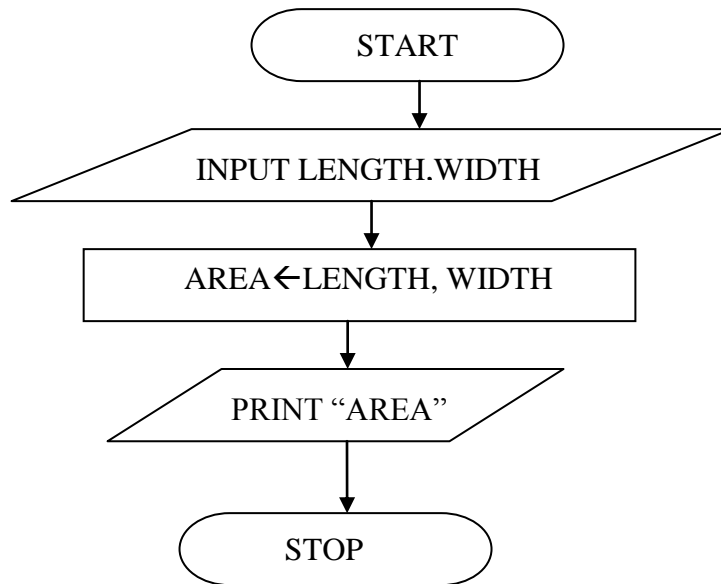 START
INPUT LENGTH.WIDTH
AREA←LENGTH, WIDTH
PRINT “AREA”
STOP